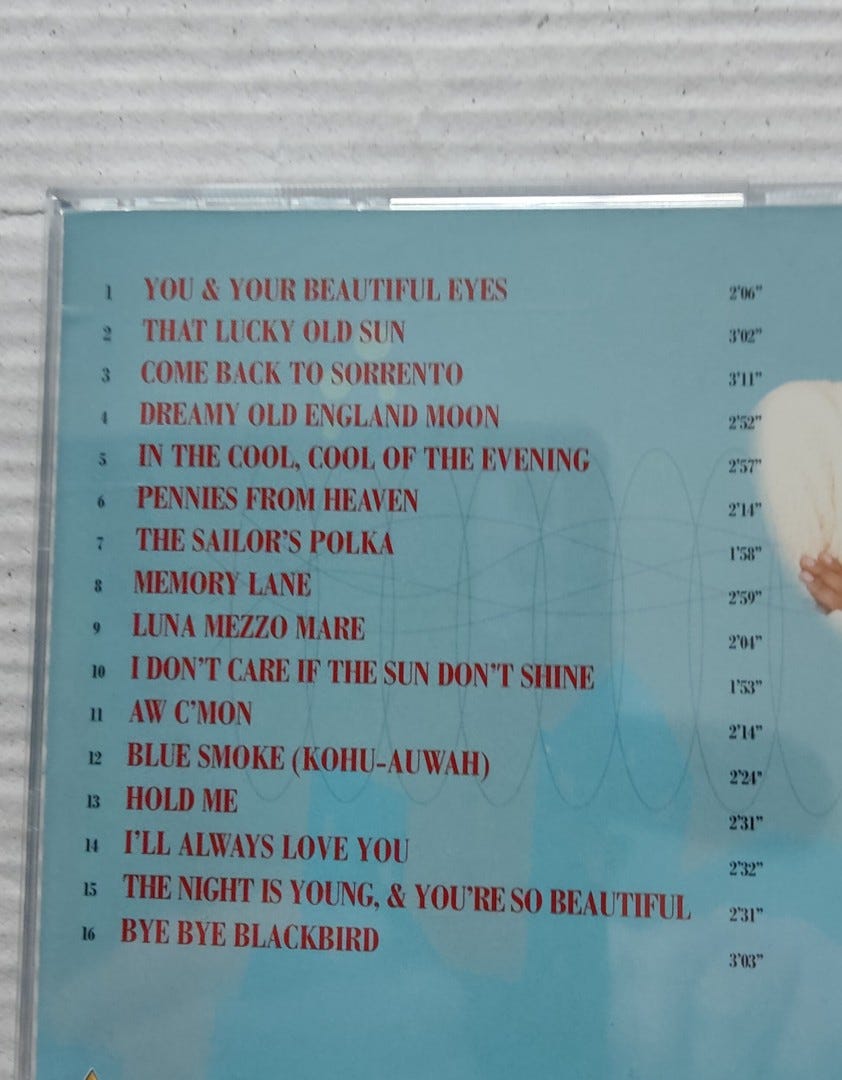 1 YOU & YOUR BEAUTIFUL EYES 2'06"
2 THAT LUCKY OLD SUN 3'02"
3 COME BACK TO SORRENTO 3'11"
4 DREAMY OLD ENGLAND MOON 2'52"
5 IN THE COOL, COOL OF THE EVENING 2'57"
6 PENNIES FROM HEAVEN 2'14"
7 THE SAILOR'S POLKA 1'58"
8 MEMORY LANE 2'59"
9 LUNA MEZZO MARE 2'04"
10 I DON'T CARE IF THE SUN DON'T SHINE 1'53"
11 AW C'MON 2'14"
12 BLUE SMOKE (KOHU-AUWAH) 2'24"
13 HOLD ME 2'31"
14 I'LL ALWAYS LOVE YOU 2'32"
15 THE NIGHT IS YOUNG, & YOU'RE SO BEAUTIFUL 2'31"
16 BYE BYE BLACKBIRD 3'03"